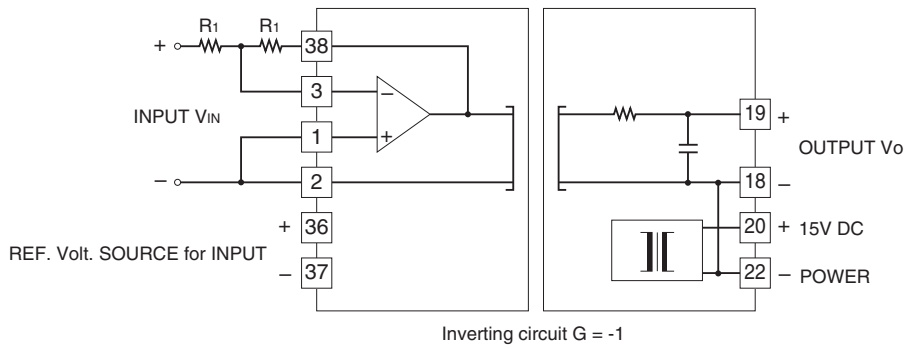 R1 R1
+ 38
3 −
INPUT VIN
1 +
− 2
+ 36
REF. Volt. SOURCE for INPUT
− 37
19 +
OUTPUT Vo
18 −
20 + 15V DC
22 − POWER
Inverting circuit G = -1